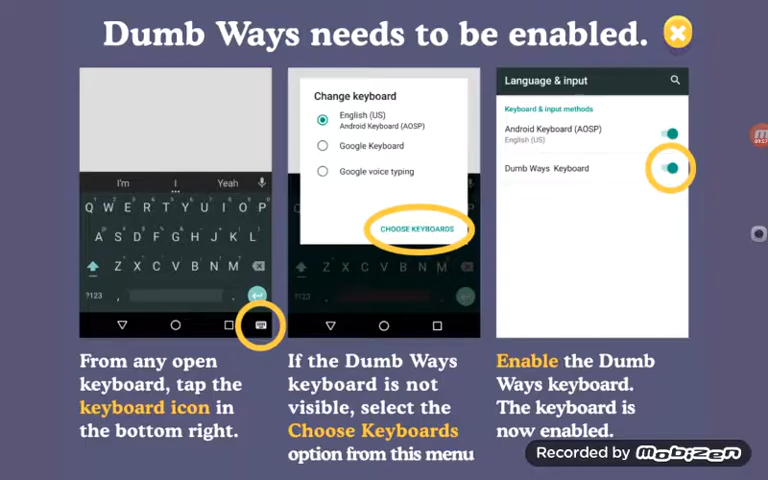 Dumb Ways needs to be enabled.
I'm I Yeah
Q W E R T Y U I O P
A S D F G H J K L
Z X C V B N M
?123 , .
From any open
keyboard, tap the
keyboard icon in
the bottom right.
Change keyboard
English (US)
Android Keyboard (AOSP)
Google Keyboard
Google voice typing
CHOOSE KEYBOARDS
A S D F G H J K L
Z X C V B N M
?123 , .
If the Dumb Ways
keyboard is not
visible, select the
Choose Keyboards
option from this menu
Language & input
Keyboard & input methods
Android Keyboard (AOSP)
English (US)
Dumb Ways Keyboard
Enable the Dumb
Ways keyboard.
The keyboard is
now enabled.
Recorded by mobizen